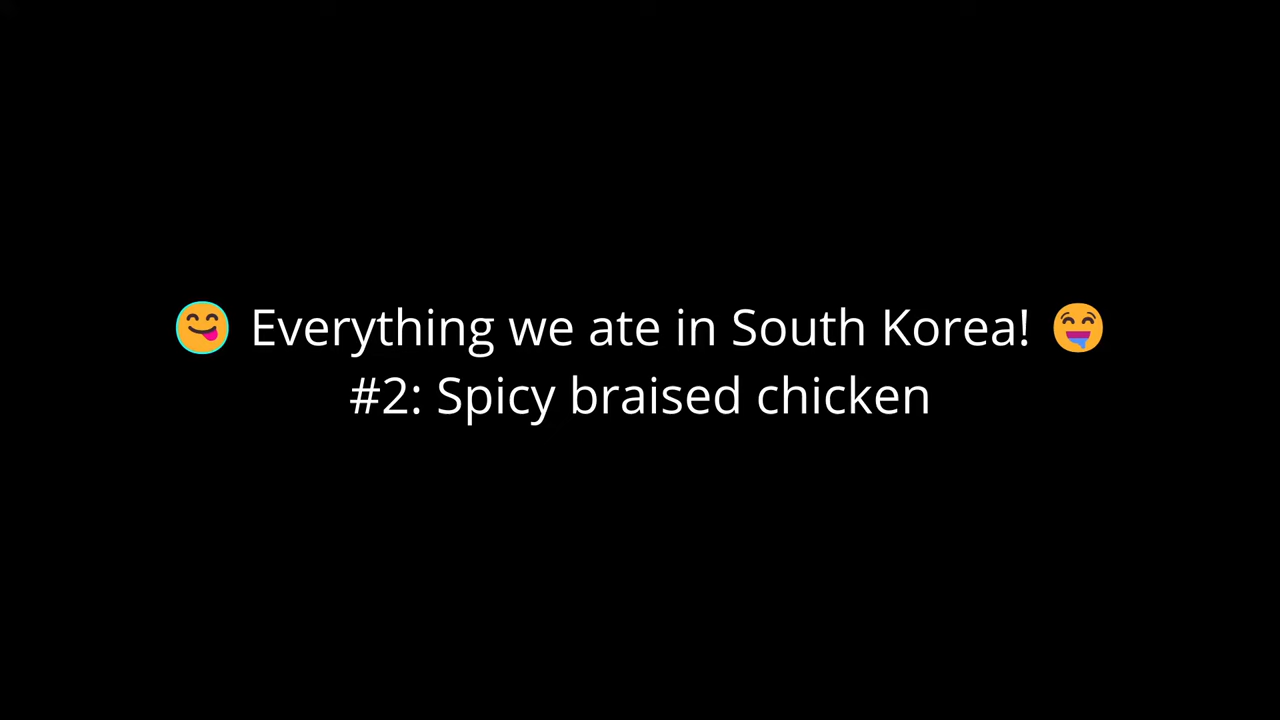 😋 Everything we ate in South Korea! 🤤
#2: Spicy braised chicken